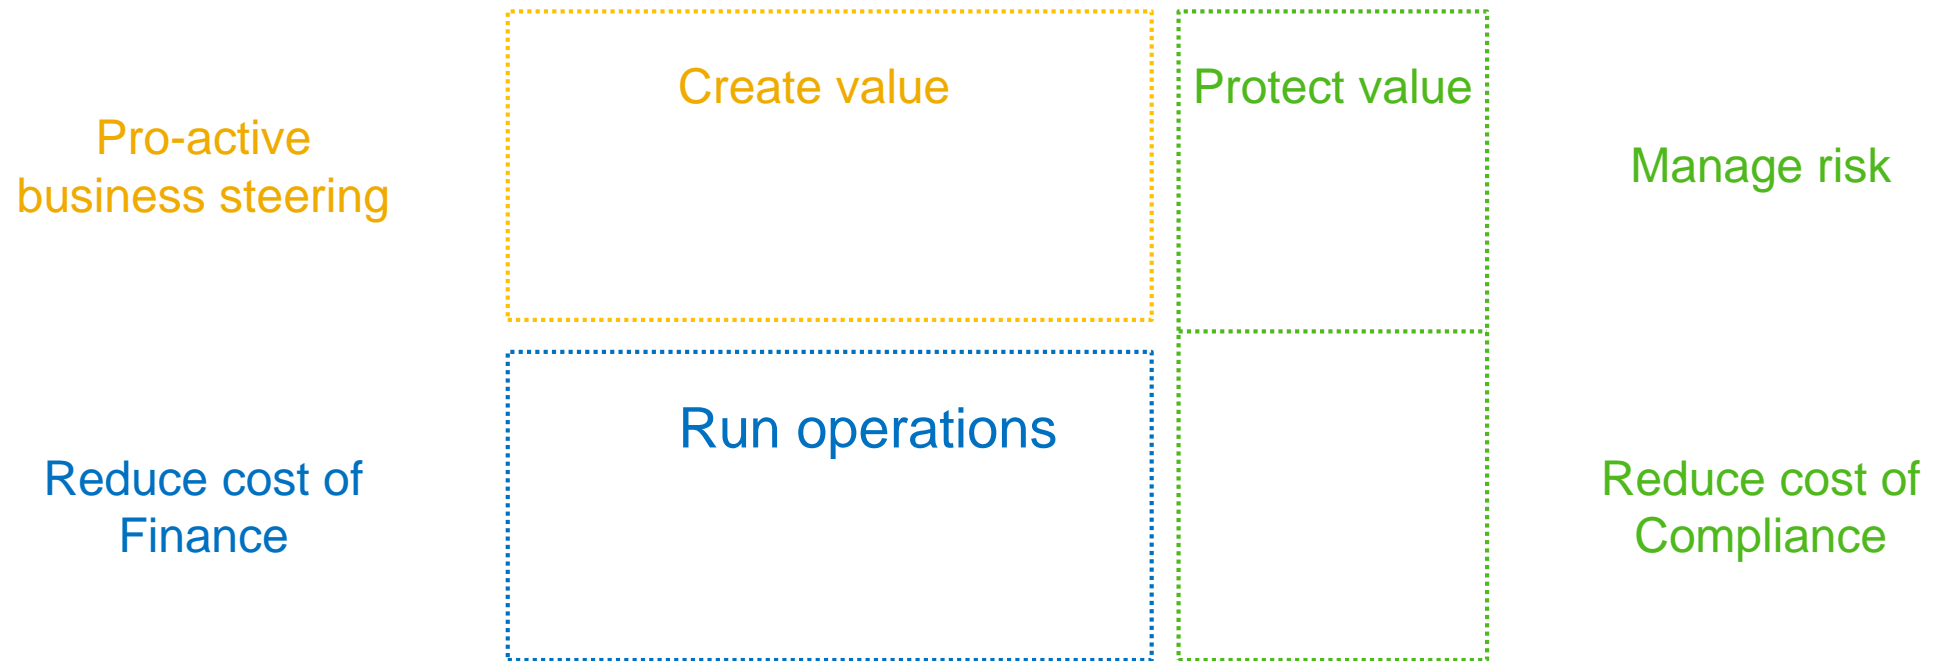 Create value
Protect value
Pro-active
business steering
Manage risk
Run operations
Reduce cost of
Finance
Reduce cost of
Compliance